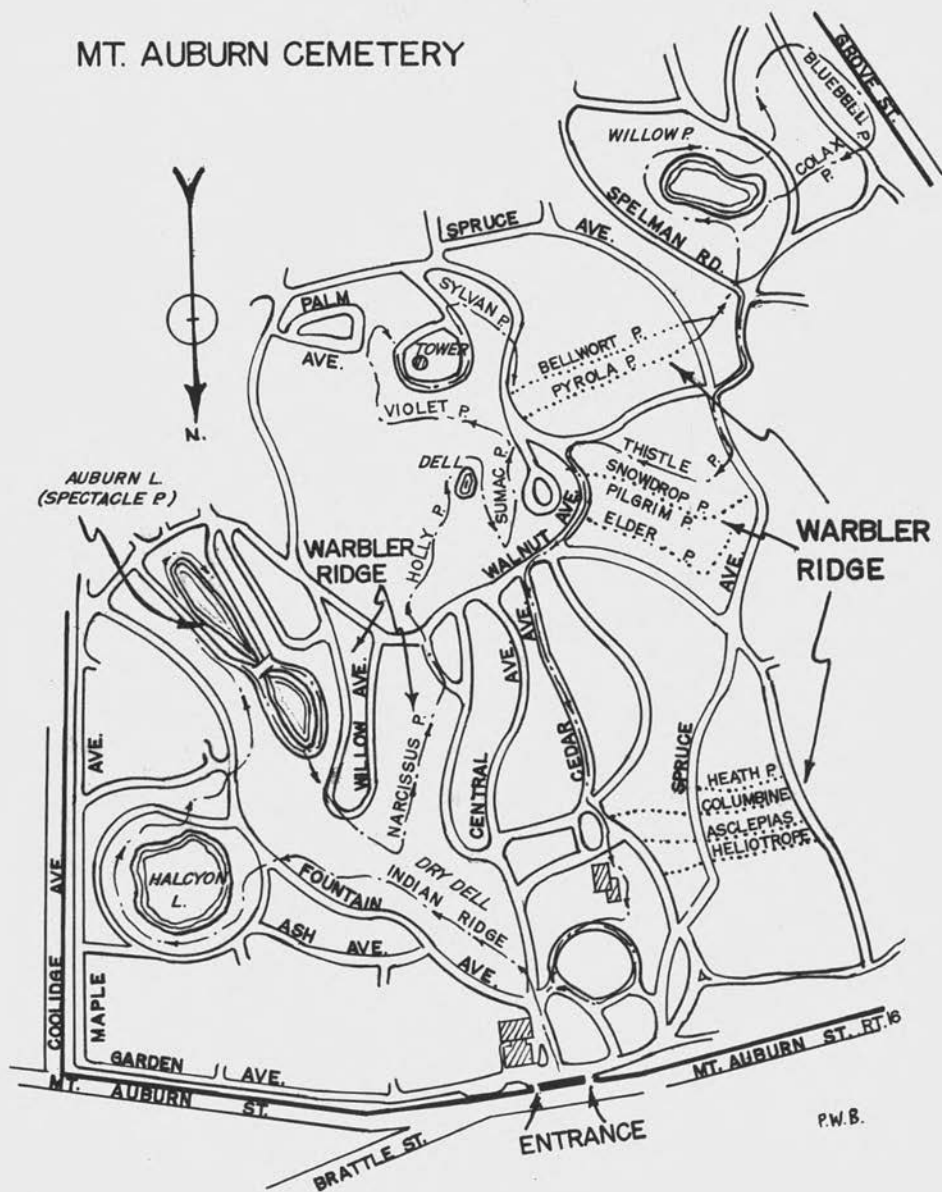 MT. AUBURN CEMETERY
GROVE ST.
BLUEBELL P.
COLAX P.
WILLOW P.
SPELMAN RD.
SPRUCE AVE.
SYLVAN P.
PALM AVE.
TOWER
BELLWORT P.
PYROLA P.
N.
VIOLET P.
THISTLE P.
SNOWDROP P.
PILGRIM P.
ELDER P.
DELL
SUMAC P.
HOLLY P.
AUBURN L.
(SPECTACLE P)
WALNUT AVE.
WARBLER
RIDGE
WARBLER
RIDGE
AVE.
WILLOW AVE.
NARCISSUS P.
CENTRAL AVE
CEDAR AVE.
SPRUCE
HEATH P.
COLUMBINE
ASCLEPIAS
HELIOTROPE
AVE.
MAPLE
COOLIDGE AVE
HALCYON
L.
DRY DELL
INDIAN RIDGE
FOUNTAIN AVE.
ASH AVE.
GARDEN AVE.
MT. AUBURN ST.
MT. AUBURN ST. RT. 16
BRATTLE ST.
ENTRANCE
P.W.B.